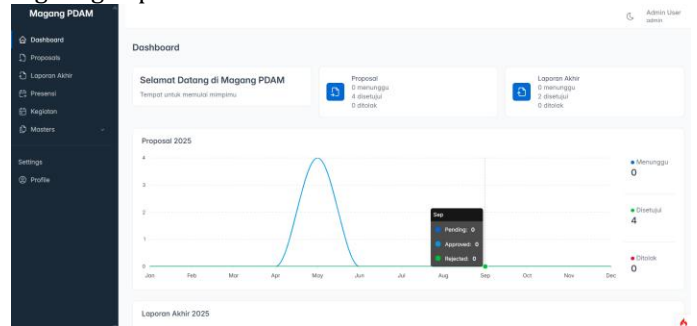 Magang PDAM
Admin User
admin
Dashboard
Proposals
Laporan Akhir
Presensi
Kegiatan
Masters
Settings
Profile
Dashboard
Selamat Datang di Magang PDAM
Tempat untuk memulai mimpimu
Proposal
0 menunggu
4 disetujui
0 ditolak
Laporan Akhir
0 menunggu
2 disetujui
0 ditolak
Proposal 2025
4
3
2
1
0
Jan Feb Mar Apr May Jun Jul Aug Sep Oct Nov Dec
Sep
Pending: 0
Approved: 0
Rejected: 0
Menunggu
0
Disetujui
4
Ditolak
0
Laporan Akhir 2025